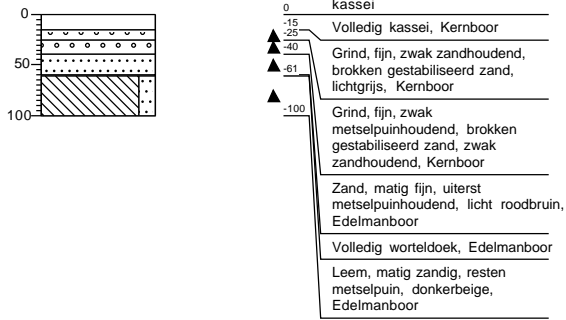 0
50
100
0
-15
-25
-40
-61
-100
kassei
Volledig kassei, Kernboor
Grind, fijn, zwak zandhoudend,
brokken gestabiliseerd zand,
lichtgrijs, Kernboor
Grind, fijn, zwak
metselpuinhoudend, brokken
gestabiliseerd zand, zwak
zandhoudend, Kernboor
Zand, matig fijn, uiterst
metselpuinhoudend, licht roodbruin,
Edelmanboor
Volledig worteldoek, Edelmanboor
Leem, matig zandig, resten
metselpuin, donkerbeige,
Edelmanboor